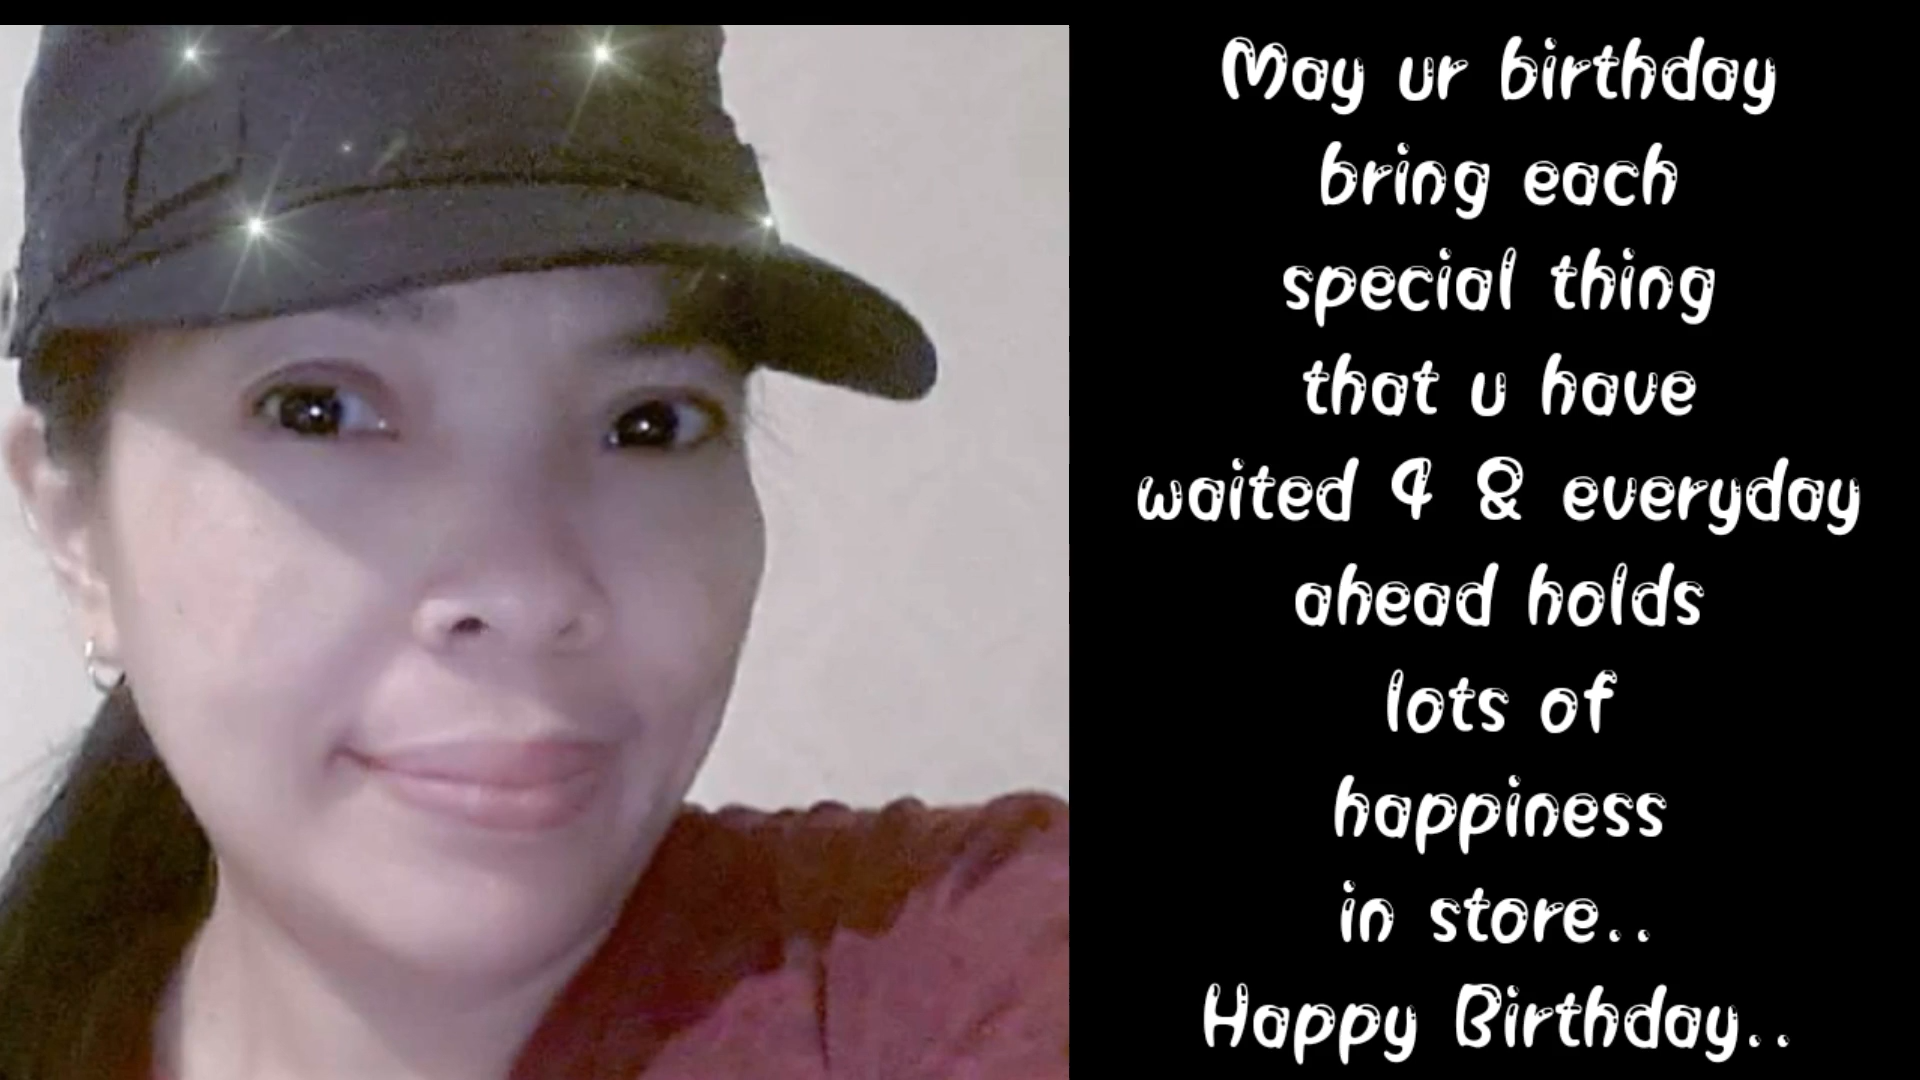 May ur birthday
bring each
special thing
that u have
waited 4 & everyday
ahead holds
lots of
happiness
in store..
Happy Birthday..